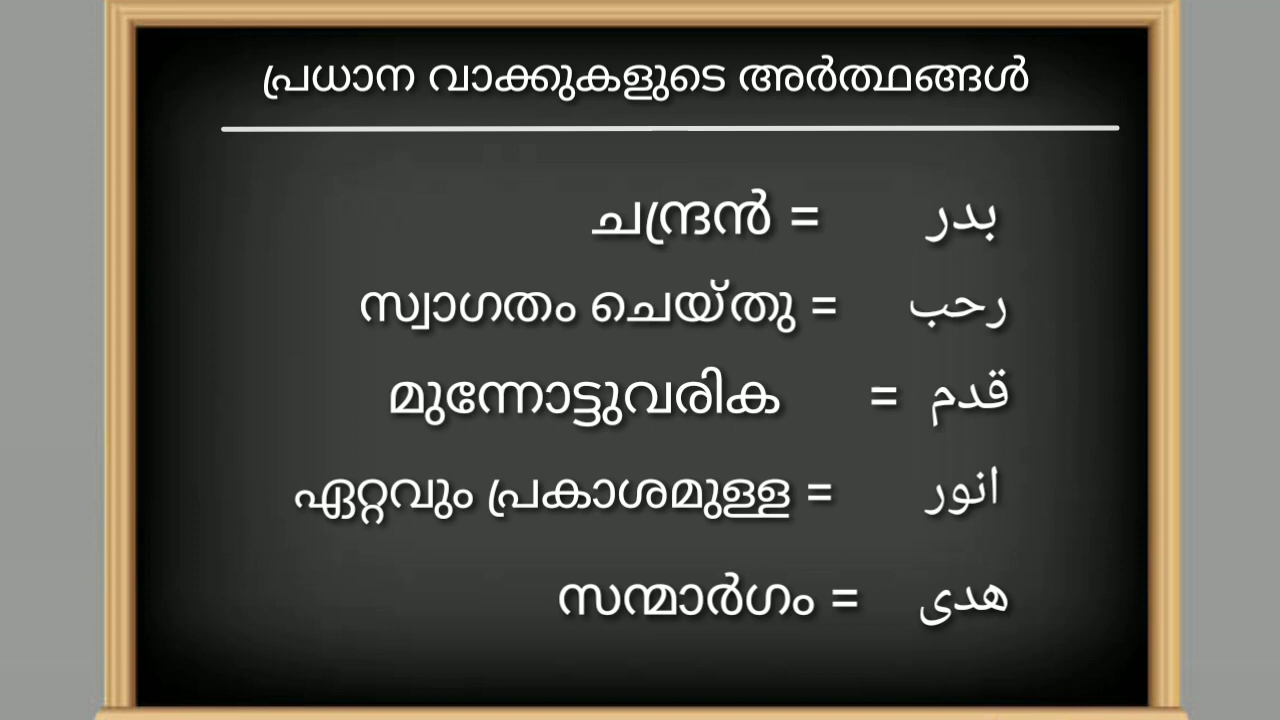 പ്രധാന വാക്കുകളുടെ അർത്ഥങ്ങൾ
ചന്ദ്രൻ = بدر
സ്വാഗതം ചെയ്തു = رحب
മുന്നോട്ടുവരിക = قدم
ഏറ്റവും പ്രകാശമുള്ള = انور
സന്മാർഗം = هدى